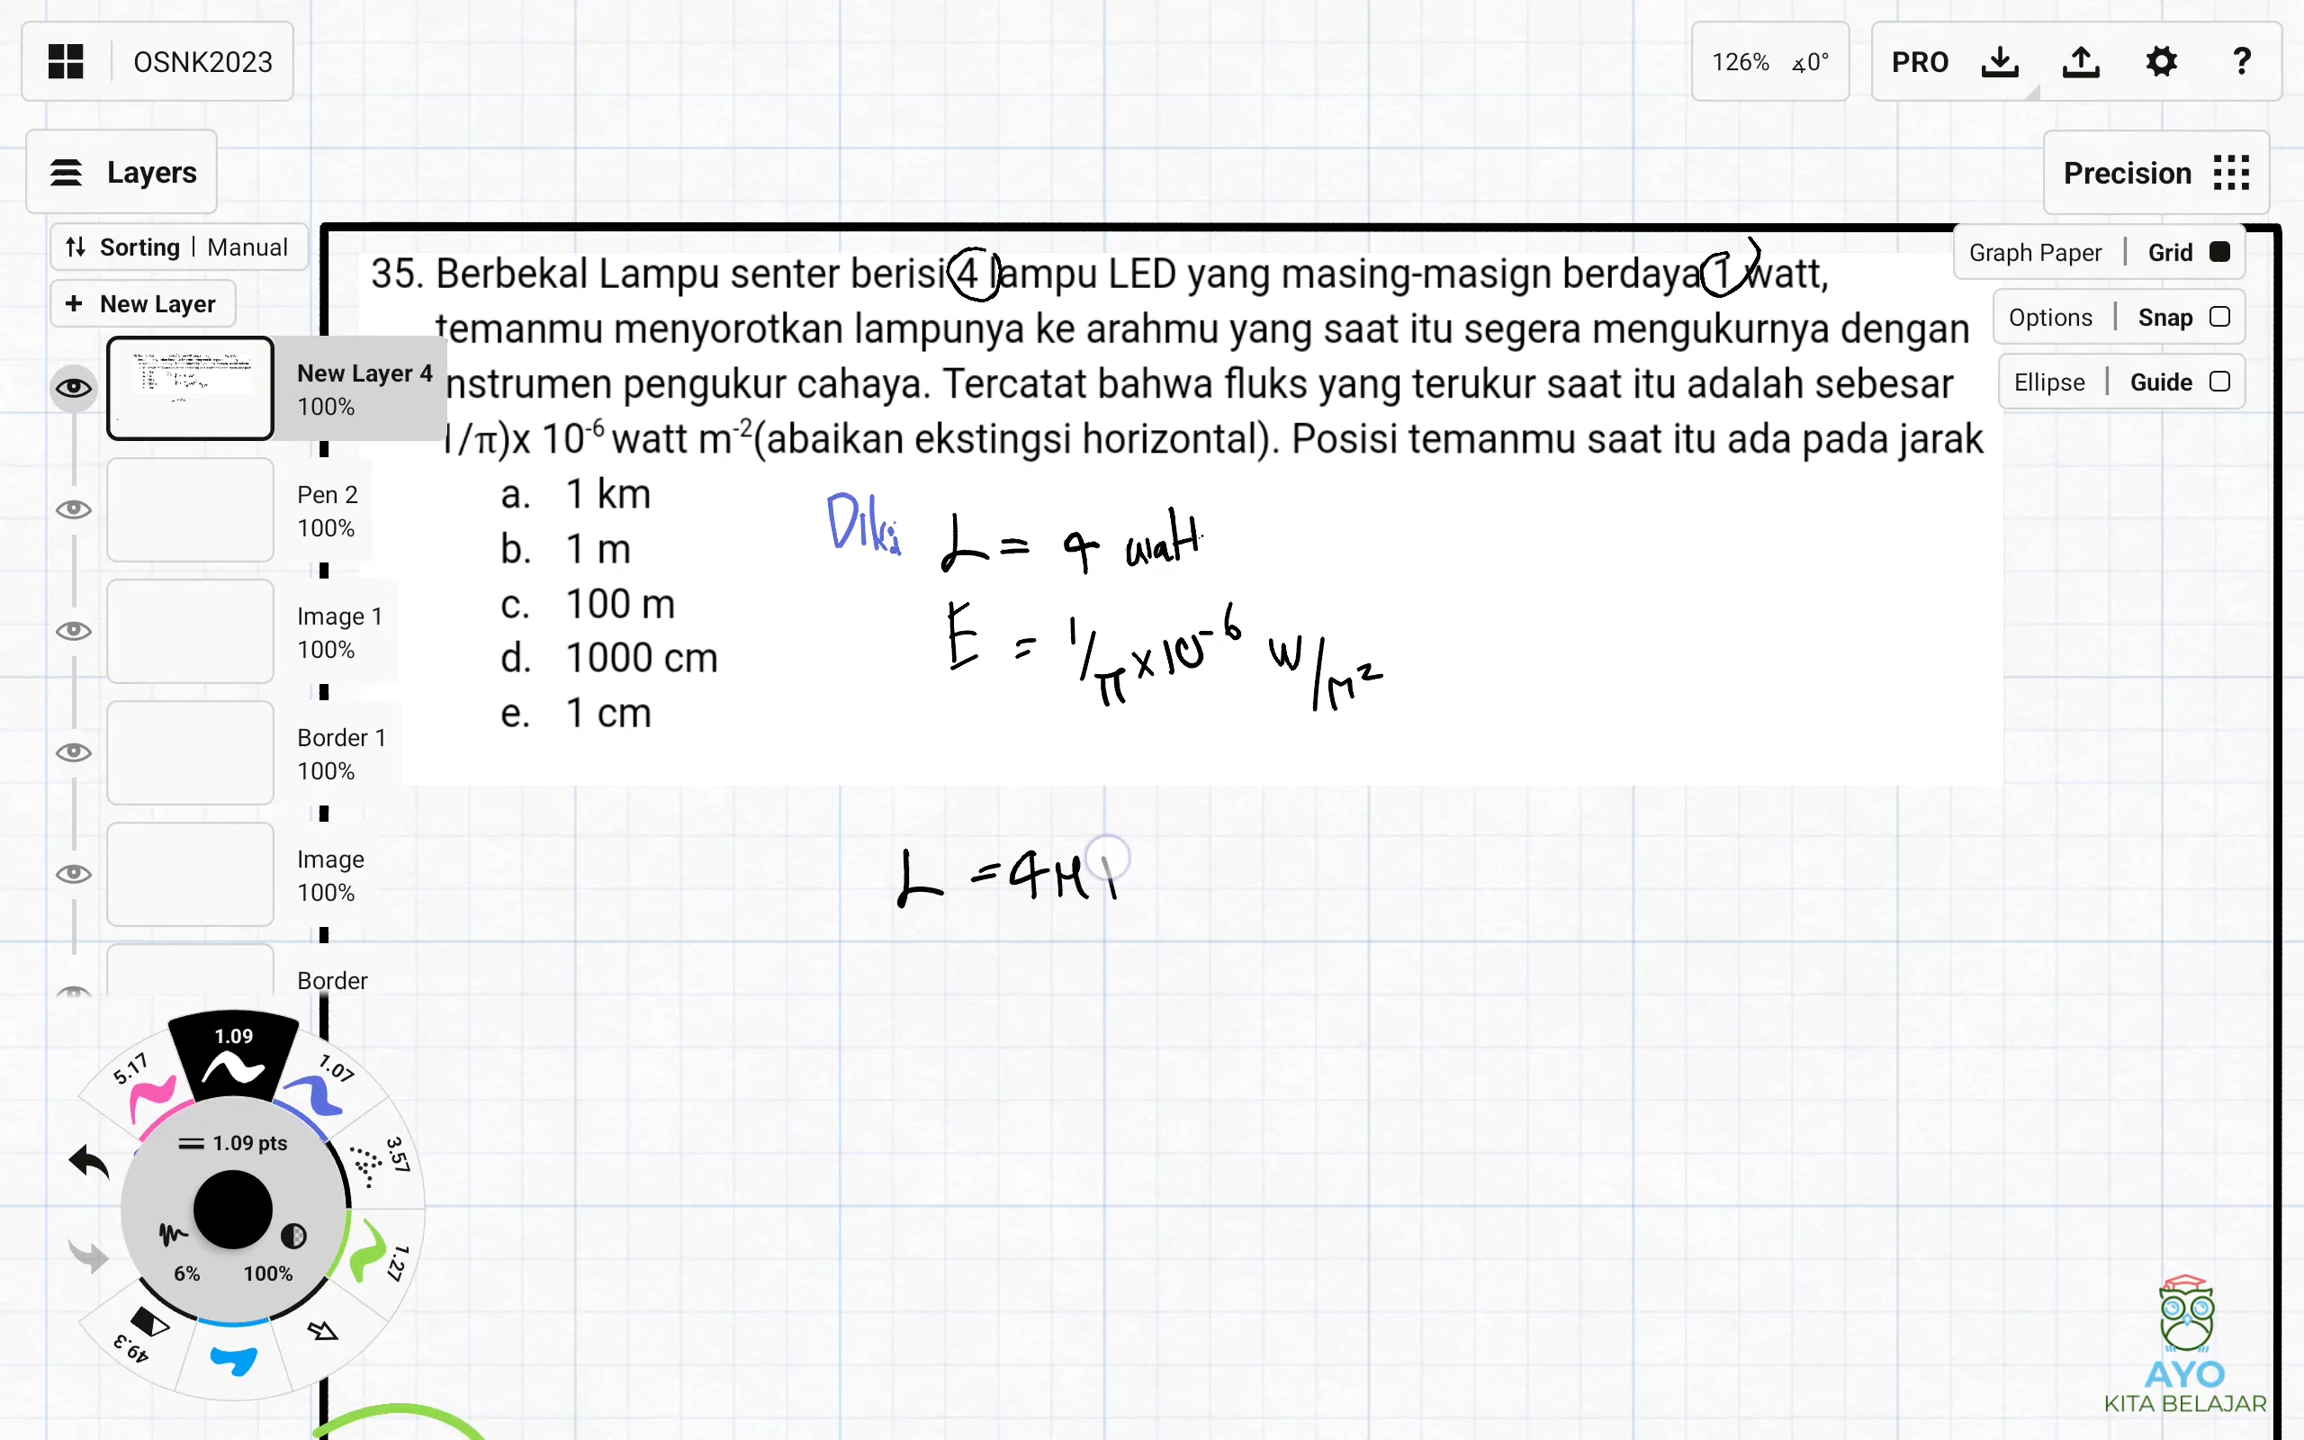 OSNK2023
126% ∡0°
PRO
?
Layers
Precision
Sorting | Manual
Graph Paper | Grid
+ New Layer
Options | Snap
Ellipse | Guide
New Layer 4
100%
Pen 2
100%
Image 1
100%
Border 1
100%
Image
100%
Border
35. Berbekal Lampu senter berisi 4 lampu LED yang masing-masign berdaya 1 watt,
temanmu menyorotkan lampunya ke arahmu yang saat itu segera mengukurnya dengan
nstrumen pengukur cahaya. Tercatat bahwa fluks yang terukur saat itu adalah sebesar
1/π)x 10⁻⁶ watt m⁻²(abaikan ekstingsi horizontal). Posisi temanmu saat itu ada pada jarak
a. 1 km
b. 1 m
c. 100 m
d. 1000 cm
e. 1 cm
L = 4 watt
E = 1/π × 10⁻⁶ W/m²
L = 4
5.17
1.09
1.07
3.57
1.27
49.3
1.09 pts
6% 100%
AYO
KITA BELAJAR